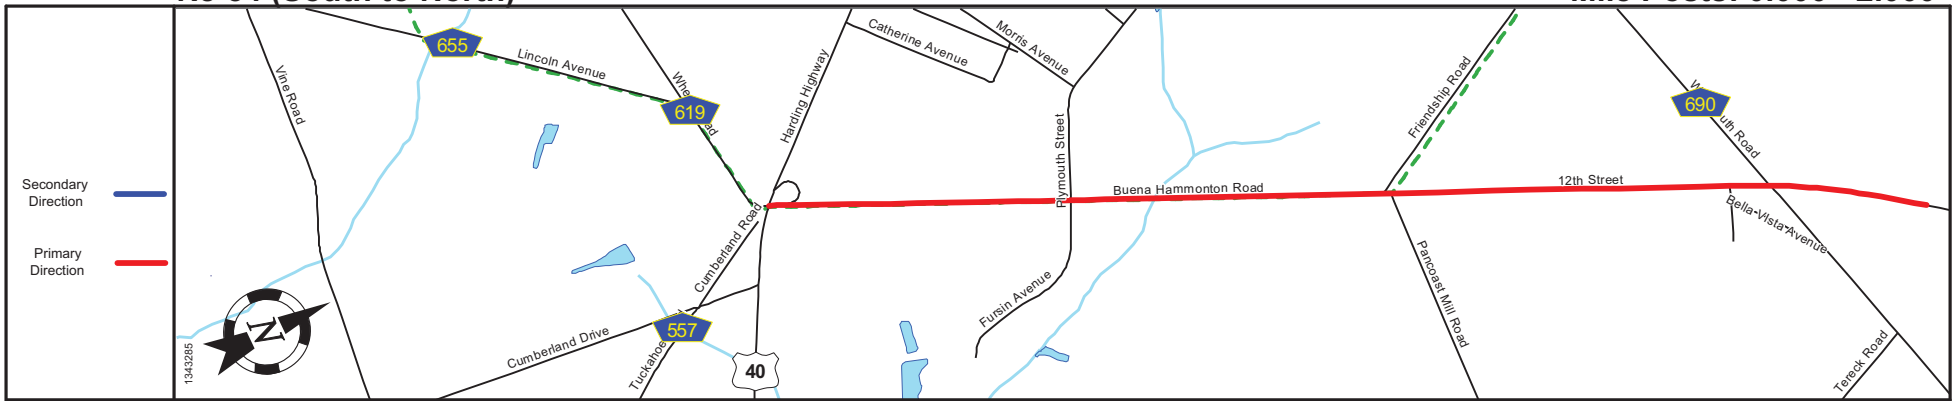 655
Lincoln Avenue
Vine Road
619
Harding Highway
Catherine Avenue
Morris Avenue
Plymouth Street
Friendship Road
690
Secondary
Direction
Primary
Direction
Buena Hammonton Road
12th Street
Bella-Vista-Avenue
Cumberland Road
Pancoast Mill Road
Fursin Avenue
557
Cumberland Drive
Tuckahoe
40
Tereck Road
N
1343285